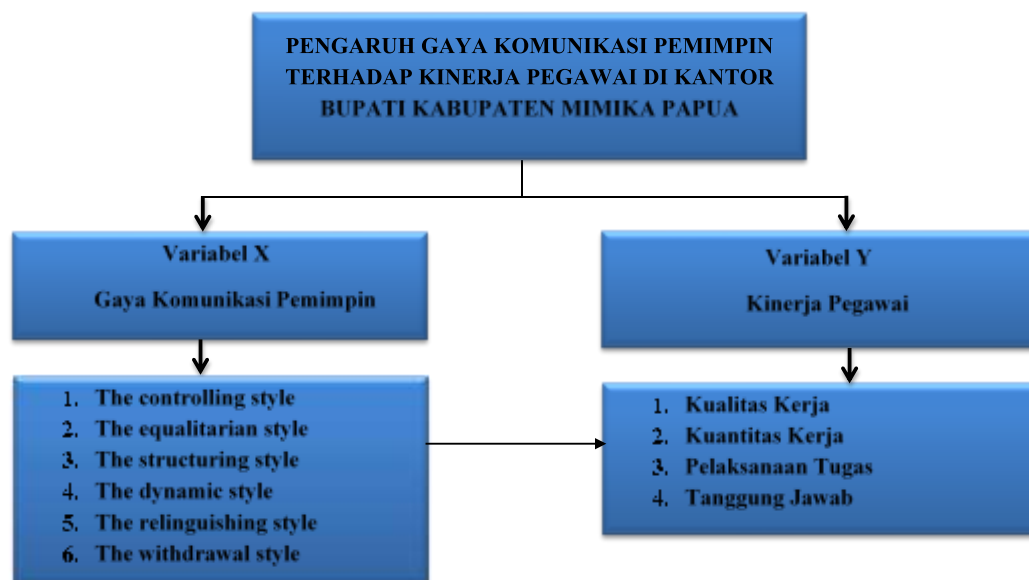 PENGARUH GAYA KOMUNIKASI PEMIMPIN
TERHADAP KINERJA PEGAWAI DI KANTOR
BUPATI KABUPATEN MIMIKA PAPUA
Variabel X
Gaya Komunikasi Pemimpin
Variabel Y
Kinerja Pegawai
1. The controlling style
2. The equalitarian style
3. The structuring style
4. The dynamic style
5. The relinguishing style
6. The withdrawal style
1. Kualitas Kerja
2. Kuantitas Kerja
3. Pelaksanaan Tugas
4. Tanggung Jawab